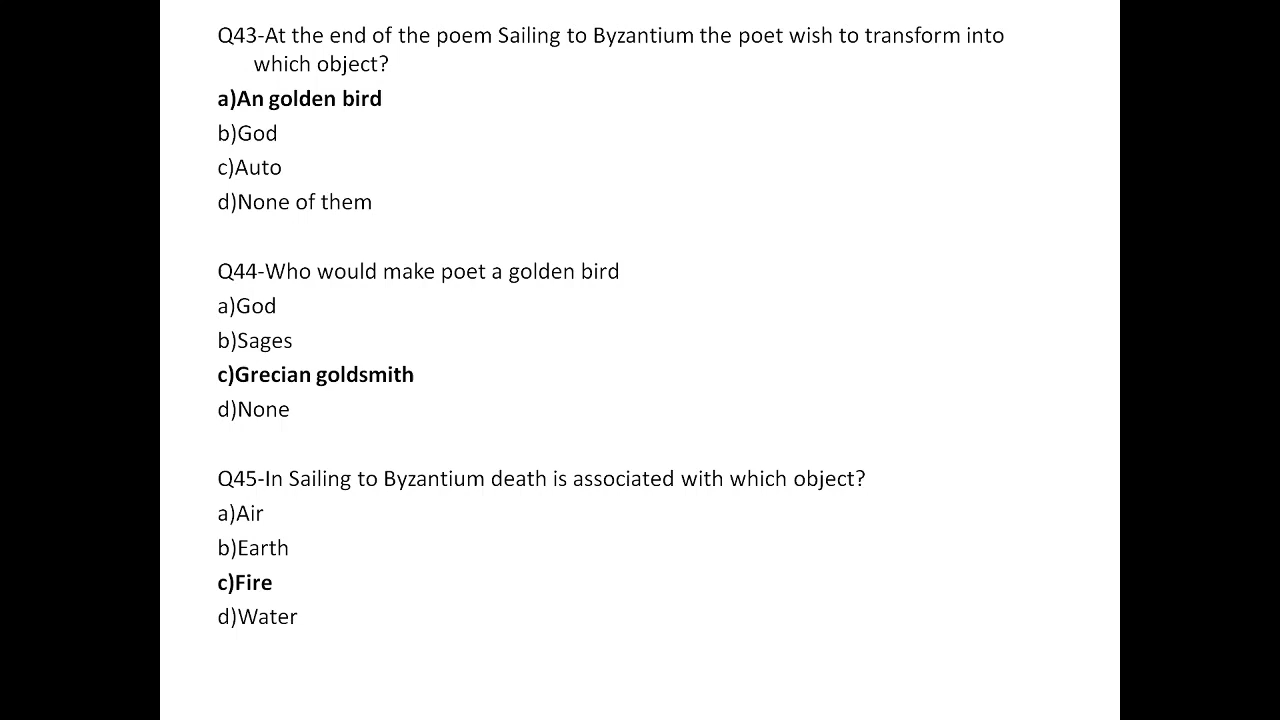 Q43-At the end of the poem Sailing to Byzantium the poet wish to transform into
which object?
a)An golden bird
b)God
c)Auto
d)None of them
Q44-Who would make poet a golden bird
a)God
b)Sages
c)Grecian goldsmith
d)None
Q45-In Sailing to Byzantium death is associated with which object?
a)Air
b)Earth
c)Fire
d)Water